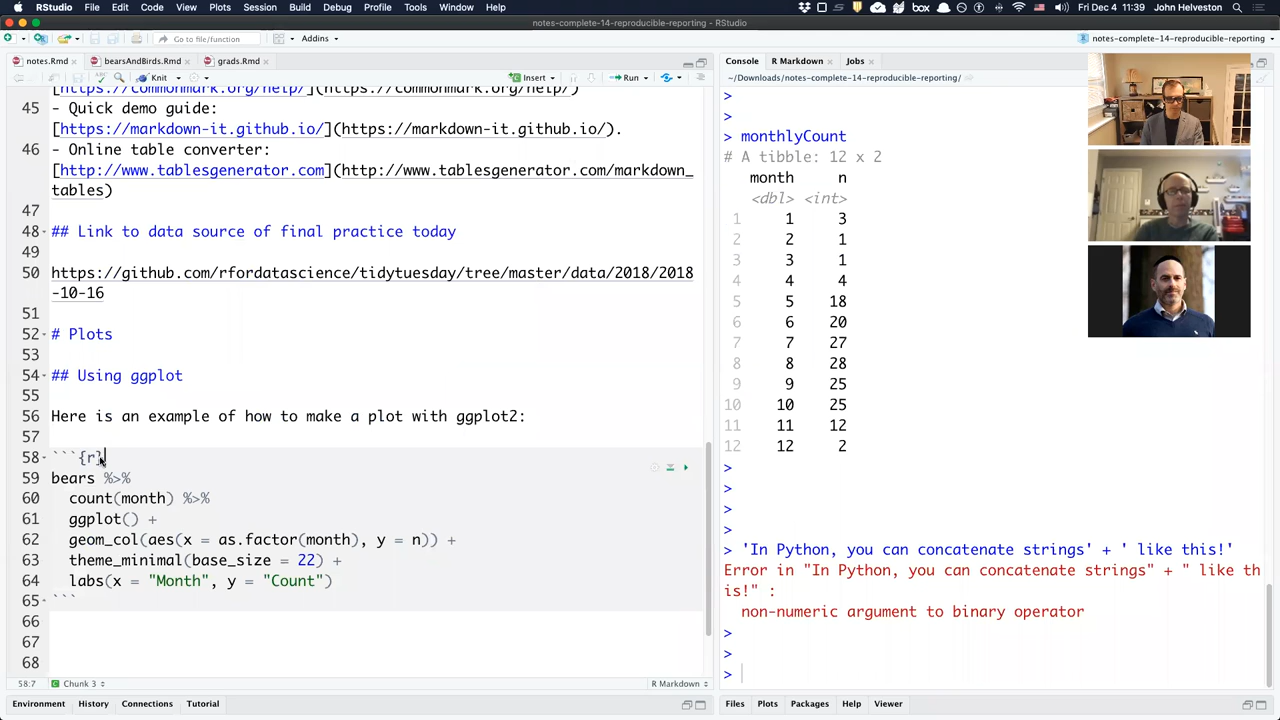 RStudio File Edit Code View Plots Session Build Debug Profile Tools Window Help
box
Fri Dec 4 11:39 John Helveston
notes-complete-14-reproducible-reporting - RStudio
Go to file/function
Addins
notes-complete-14-reproducible-reporting
notes.Rmd bearsAndBirds.Rmd grads.Rmd
ABC Knit Insert Run
[https://commonmark.org/help/](https://commonmark.org/help/)
45 - Quick demo guide:
[https://markdown-it.github.io/](https://markdown-it.github.io/).
46 - Online table converter:
[http://www.tablesgenerator.com](http://www.tablesgenerator.com/markdown_
tables)
47
48 ## Link to data source of final practice today
49
50 https://github.com/rfordatascience/tidytuesday/tree/master/data/2018/2018
-10-16
51
52 # Plots
53
54 ## Using ggplot
55
56 Here is an example of how to make a plot with ggplot2:
57
58 ```{r}
59 bears %>%
60 count(month) %>%
61 ggplot() +
62 geom_col(aes(x = as.factor(month), y = n)) +
63 theme_minimal(base_size = 22) +
64 labs(x = "Month", y = "Count")
65 ```
66
67
68
58:7 Chunk 3 R Markdown
Environment History Connections Tutorial
Console R Markdown Jobs
~/Downloads/notes-complete-14-reproducible-reporting/
>
>
> monthlyCount
# A tibble: 12 x 2
month n
<dbl> <int>
1 1 3
2 2 1
3 3 1
4 4 4
5 5 18
6 6 20
7 7 27
8 8 28
9 9 25
10 10 25
11 11 12
12 12 2
>
>
>
>
> 'In Python, you can concatenate strings' + ' like this!'
Error in "In Python, you can concatenate strings" + " like th
is!" :
non-numeric argument to binary operator
>
>
>
Files Plots Packages Help Viewer